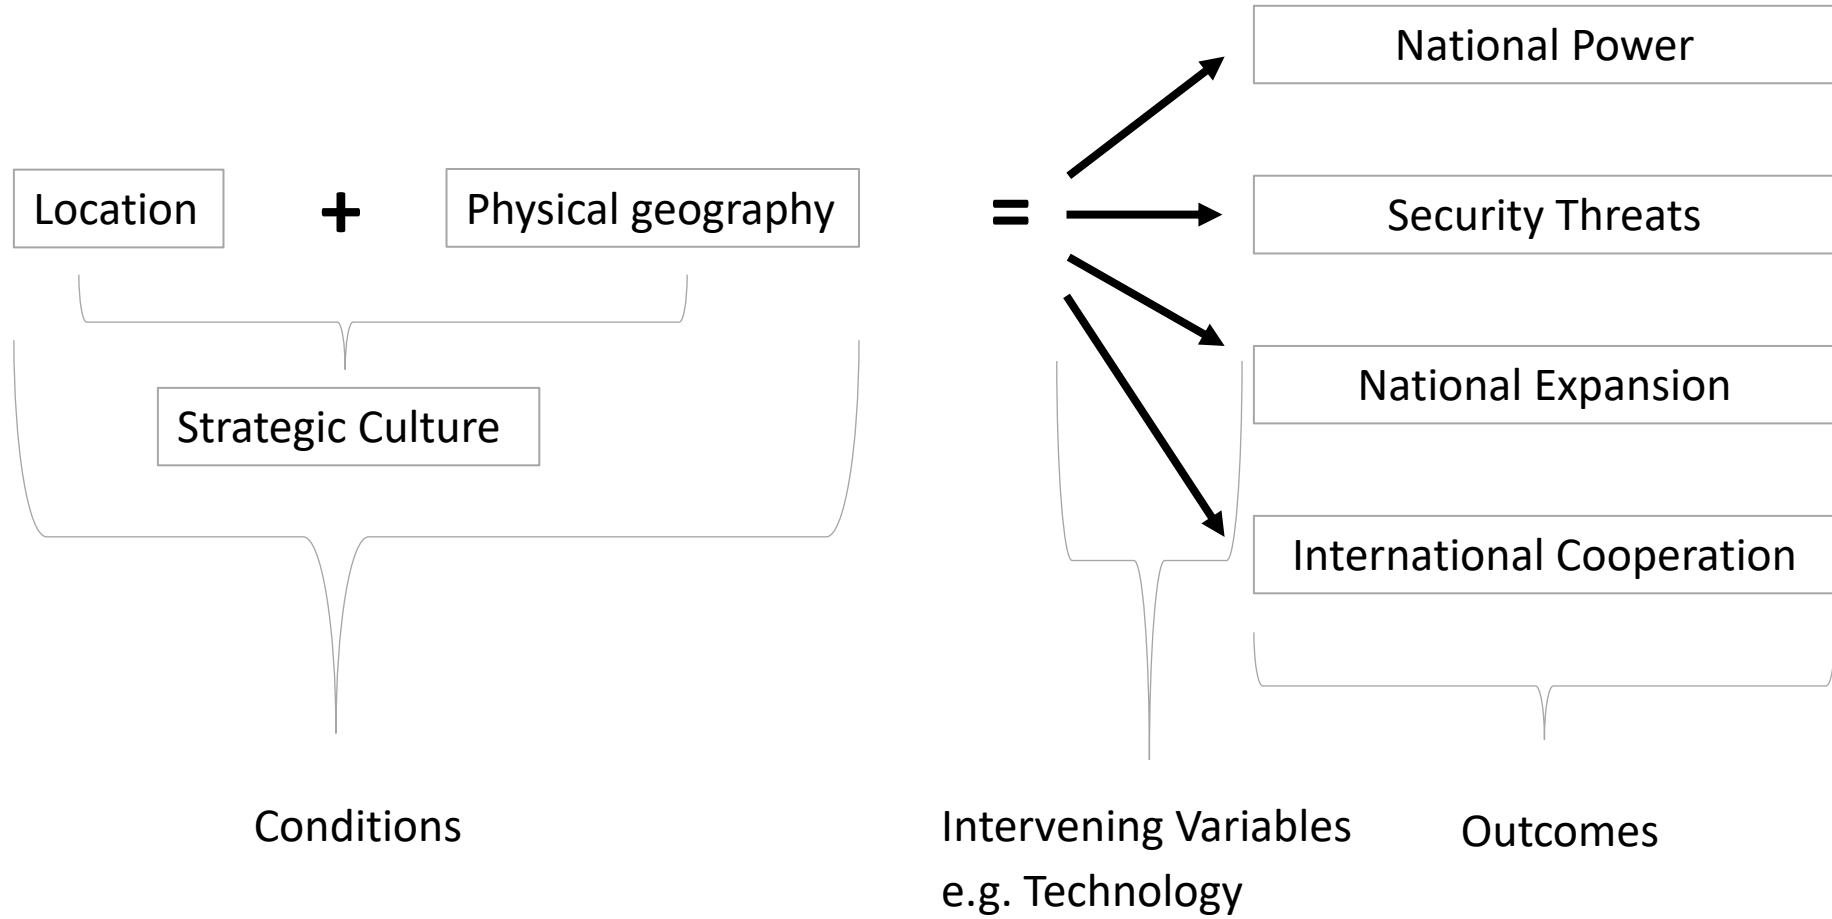 National Power
Location + Physical geography = Security Threats
National Expansion
Strategic Culture
International Cooperation
Conditions
Intervening Variables
e.g. Technology
Outcomes